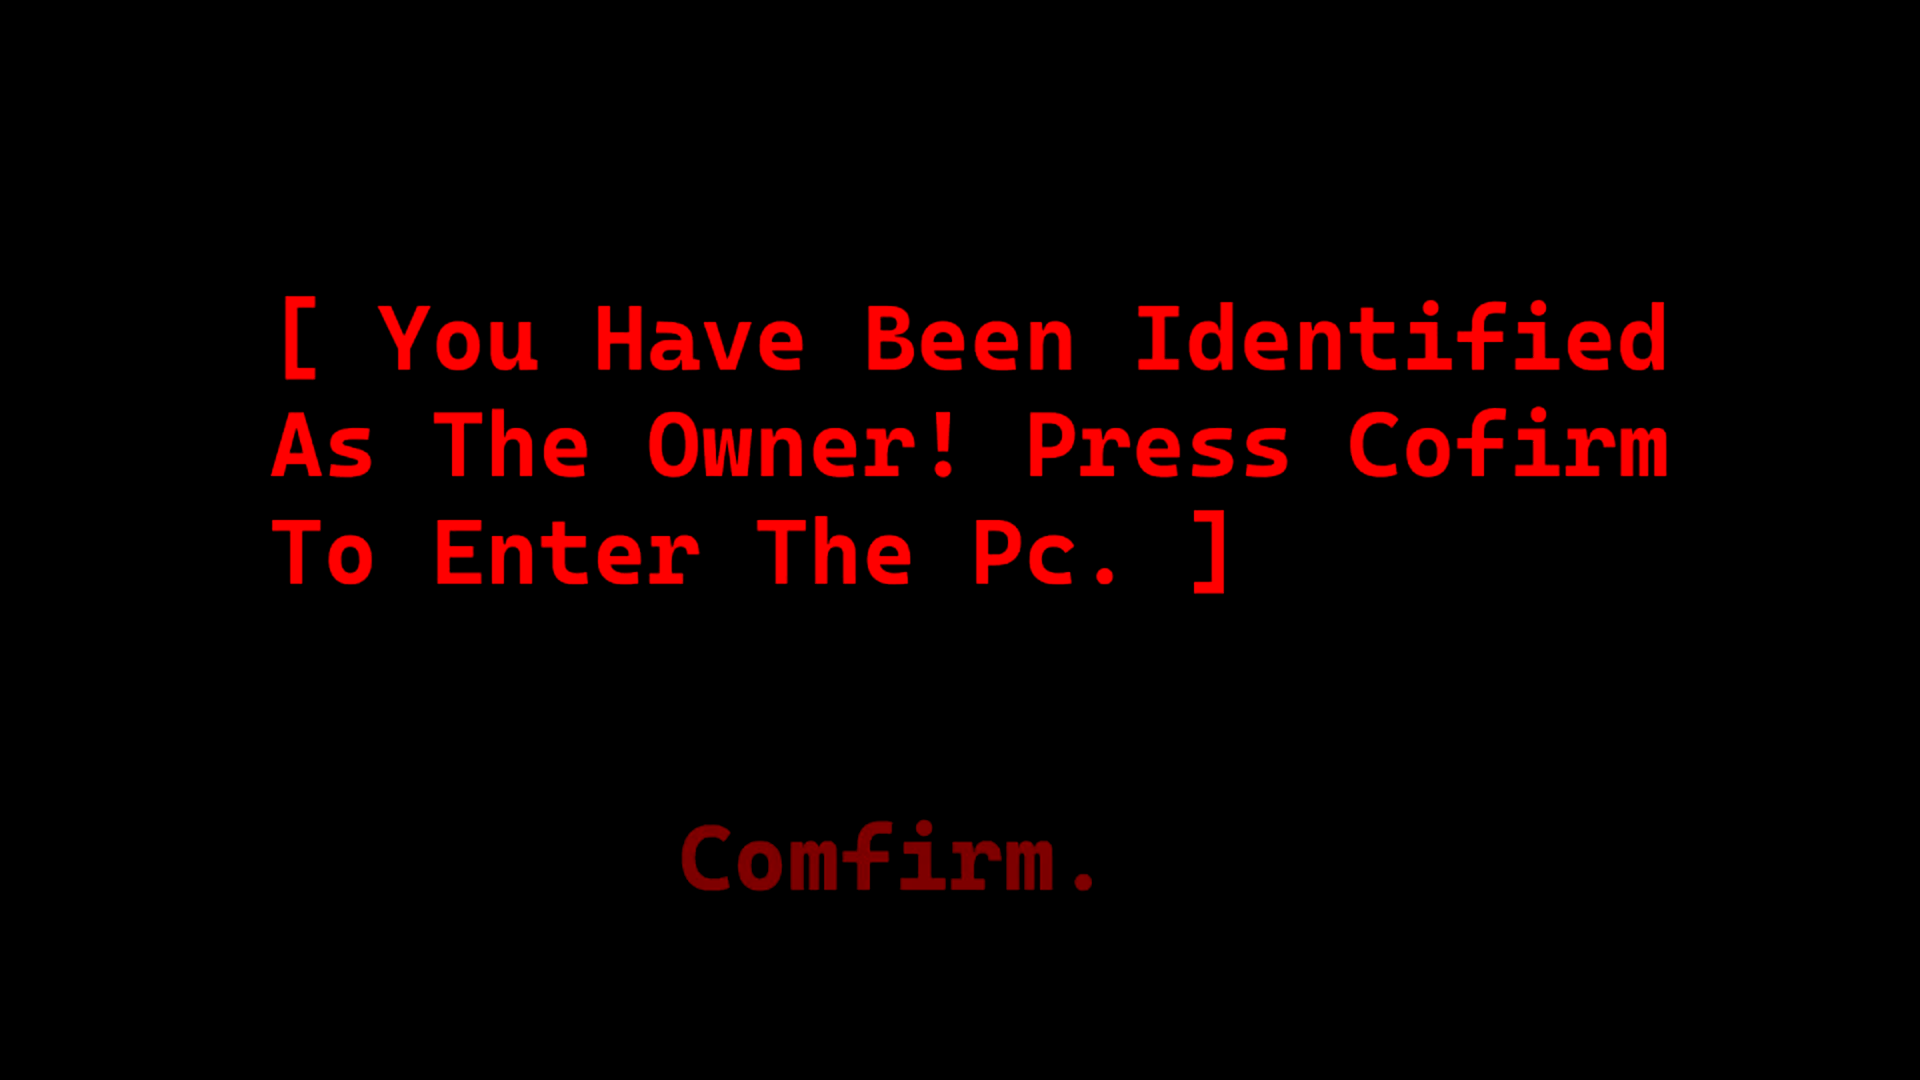 [ You Have Been Identified
As The Owner! Press Cofirm
To Enter The Pc. ]
Comfirm.